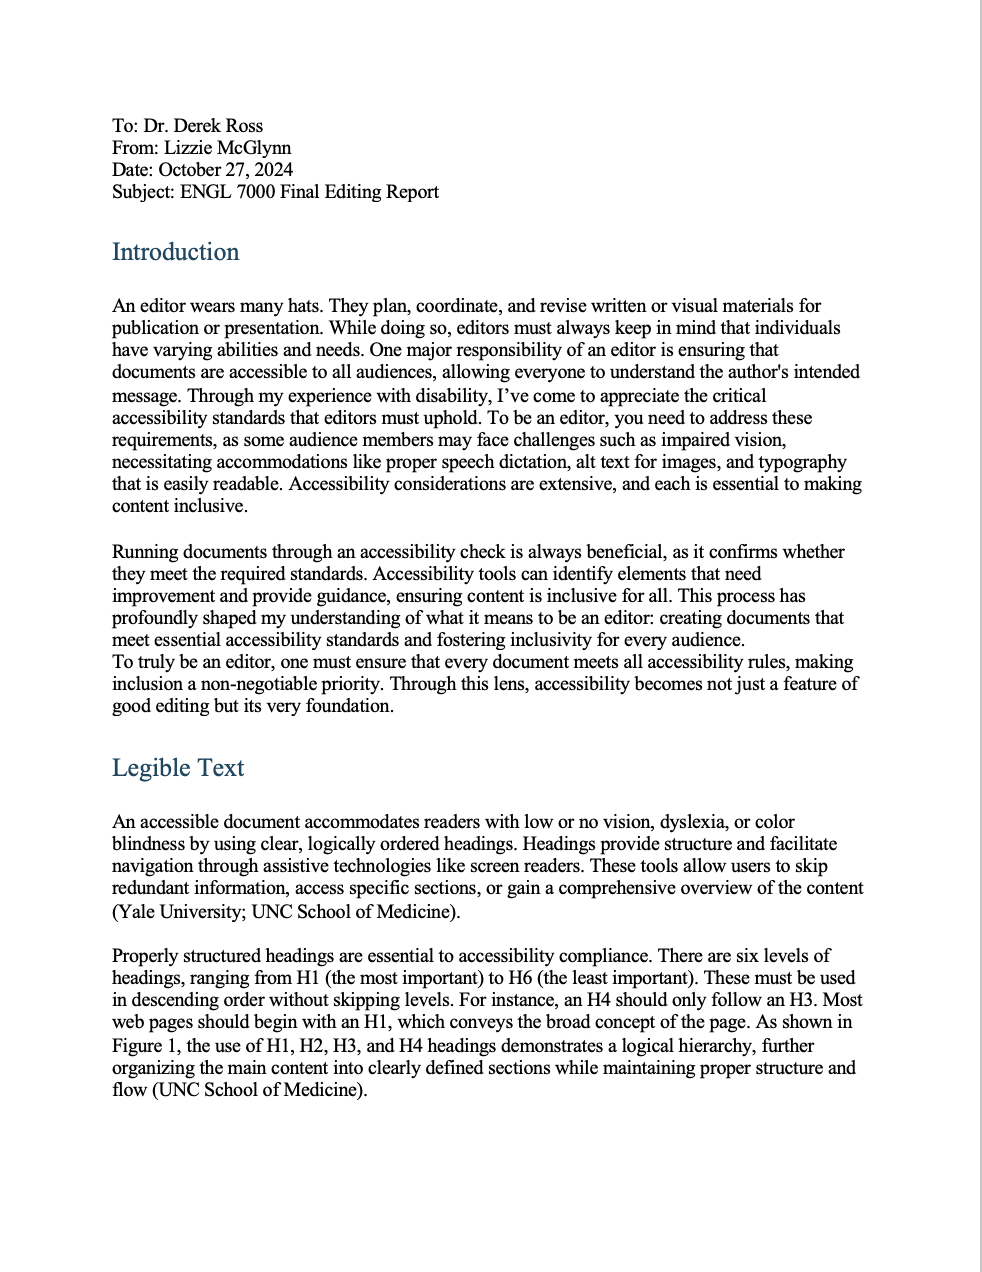 To: Dr. Derek Ross
From: Lizzie McGlynn
Date: October 27, 2024
Subject: ENGL 7000 Final Editing Report
Introduction
An editor wears many hats. They plan, coordinate, and revise written or visual materials for
publication or presentation. While doing so, editors must always keep in mind that individuals
have varying abilities and needs. One major responsibility of an editor is ensuring that
documents are accessible to all audiences, allowing everyone to understand the author's intended
message. Through my experience with disability, I’ve come to appreciate the critical
accessibility standards that editors must uphold. To be an editor, you need to address these
requirements, as some audience members may face challenges such as impaired vision,
necessitating accommodations like proper speech dictation, alt text for images, and typography
that is easily readable. Accessibility considerations are extensive, and each is essential to making
content inclusive.
Running documents through an accessibility check is always beneficial, as it confirms whether
they meet the required standards. Accessibility tools can identify elements that need
improvement and provide guidance, ensuring content is inclusive for all. This process has
profoundly shaped my understanding of what it means to be an editor: creating documents that
meet essential accessibility standards and fostering inclusivity for every audience.
To truly be an editor, one must ensure that every document meets all accessibility rules, making
inclusion a non-negotiable priority. Through this lens, accessibility becomes not just a feature of
good editing but its very foundation.
Legible Text
An accessible document accommodates readers with low or no vision, dyslexia, or color
blindness by using clear, logically ordered headings. Headings provide structure and facilitate
navigation through assistive technologies like screen readers. These tools allow users to skip
redundant information, access specific sections, or gain a comprehensive overview of the content
(Yale University; UNC School of Medicine).
Properly structured headings are essential to accessibility compliance. There are six levels of
headings, ranging from H1 (the most important) to H6 (the least important). These must be used
in descending order without skipping levels. For instance, an H4 should only follow an H3. Most
web pages should begin with an H1, which conveys the broad concept of the page. As shown in
Figure 1, the use of H1, H2, H3, and H4 headings demonstrates a logical hierarchy, further
organizing the main content into clearly defined sections while maintaining proper structure and
flow (UNC School of Medicine).